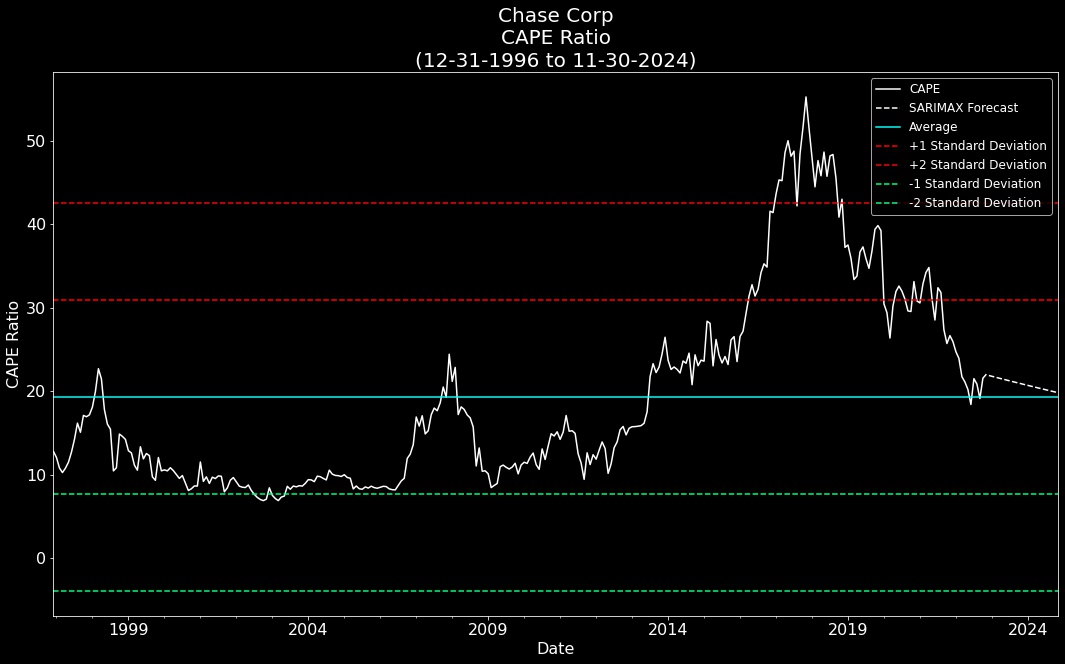 Chase Corp
CAPE Ratio
(12-31-1996 to 11-30-2024)
CAPE
SARIMAX Forecast
Average
+1 Standard Deviation
+2 Standard Deviation
-1 Standard Deviation
-2 Standard Deviation
CAPE Ratio
50
40
30
20
10
0
1999
2004
2009
2014
2019
2024
Date